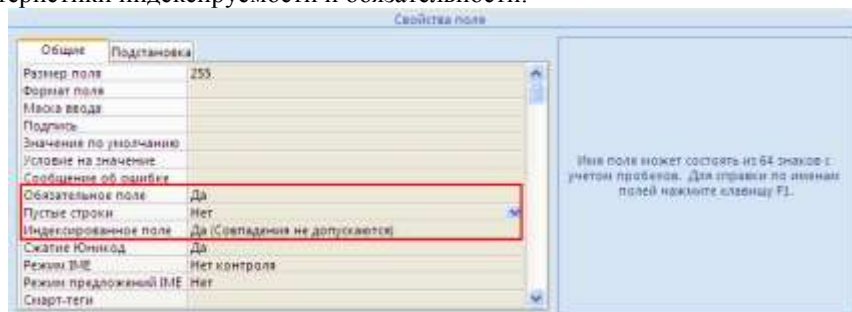 теристики индексируемости и обязательности.
Свойства поля
Общие Подстановка
Размер поля 255
Формат поля
Маска ввода
Подпись
Значение по умолчанию
Условие на значение
Сообщение об ошибке
Обязательное поле Да
Пустые строки Нет
Индексированное поле Да (Совпадения не допускаются)
Сжатие Юникод Да
Режим IME Нет контроля
Режим предложений IME Нет
Смарт-теги
Имя поля может состоять из 64 знаков с
учетом пробелов. Для справки по именам
полей нажмите клавишу F1.